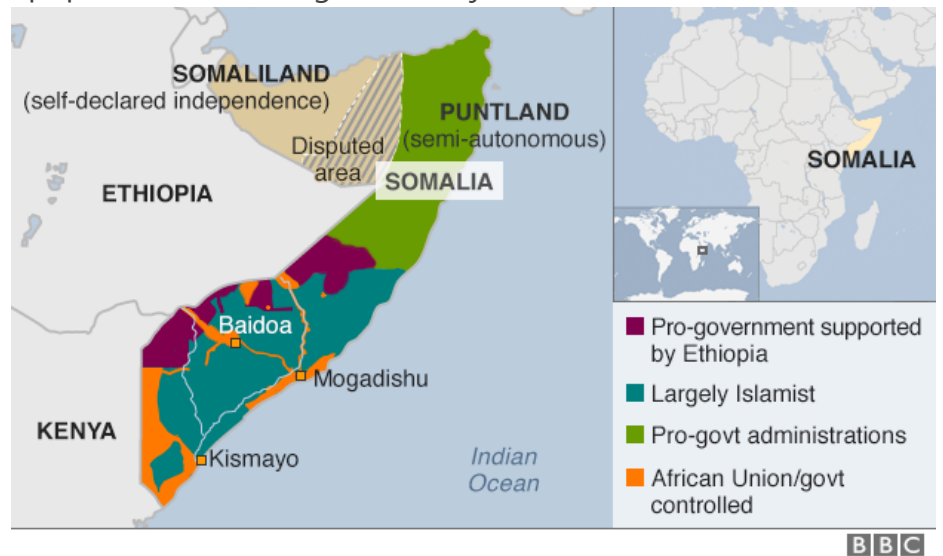 SOMALILAND
(self-declared independence)
PUNTLAND
(semi-autonomous)
Disputed
area
SOMALIA
ETHIOPIA
SOMALIA
Baidoa
Mogadishu
KENYA
Kismayo
Indian
Ocean
Pro-government supported
by Ethiopia
Largely Islamist
Pro-govt administrations
African Union/govt
controlled
BBC